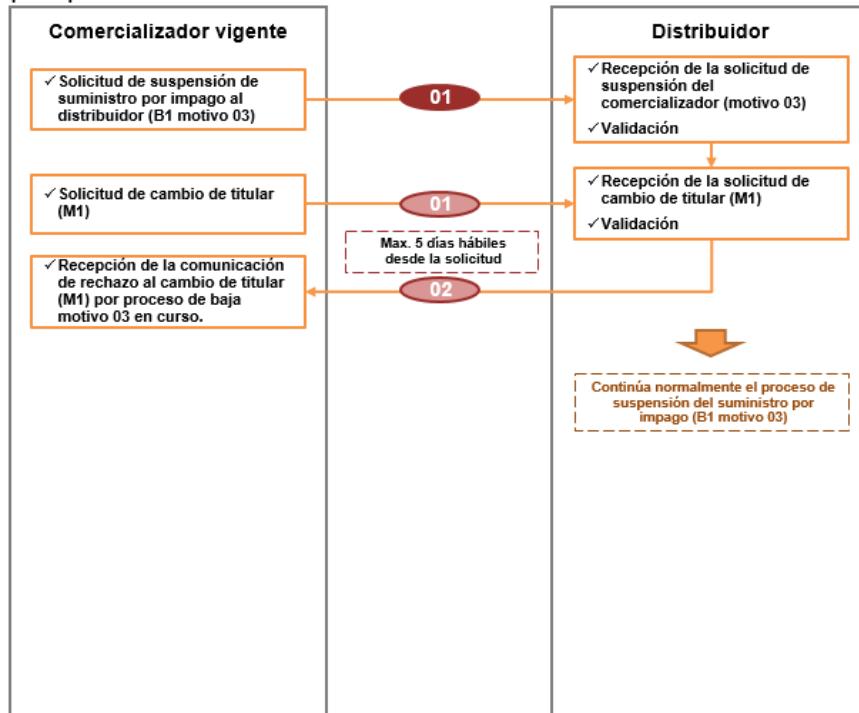 Comercializador vigente
Distribuidor
✓ Solicitud de suspensión de
suministro por impago al
distribuidor (B1 motivo 03)
01
✓ Recepción de la solicitud de
suspensión del
comercializador (motivo 03)
✓ Validación
✓ Solicitud de cambio de titular
(M1)
01
✓ Recepción de la solicitud de
cambio de titular (M1)
✓ Validación
Max. 5 días hábiles
desde la solicitud
✓ Recepción de la comunicación
de rechazo al cambio de titular
(M1) por proceso de baja
motivo 03 en curso.
02
Continúa normalmente el proceso de
suspensión del suministro por
impago (B1 motivo 03)